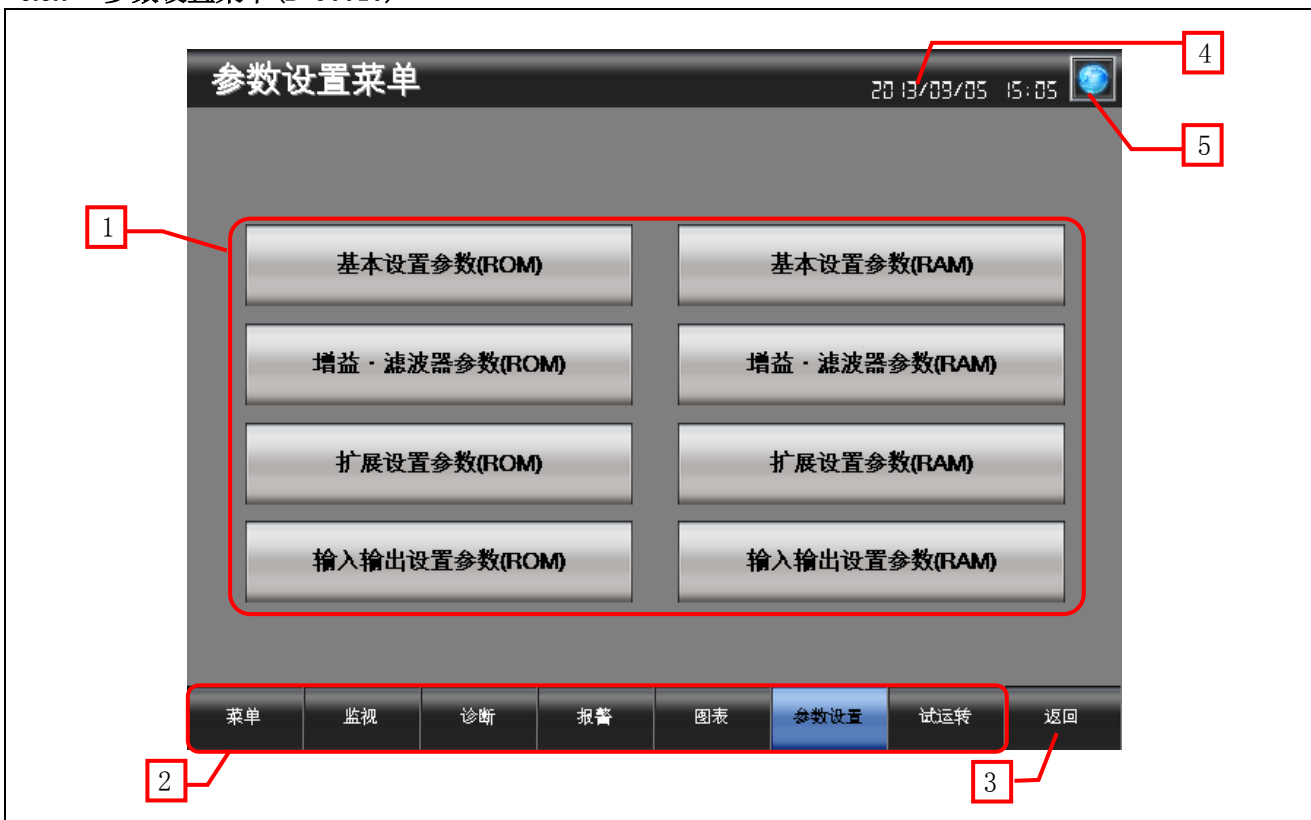 参数设置菜单
2013/09/05 15:05
4
5
1
基本设置参数(ROM) 基本设置参数(RAM)
增益 · 滤波器参数(ROM) 增益 · 滤波器参数(RAM)
扩展设置参数(ROM) 扩展设置参数(RAM)
输入输出设置参数(ROM) 输入输出设置参数(RAM)
菜单 监视 诊断 报警 图表 参数设置 试运转 返回
2
3